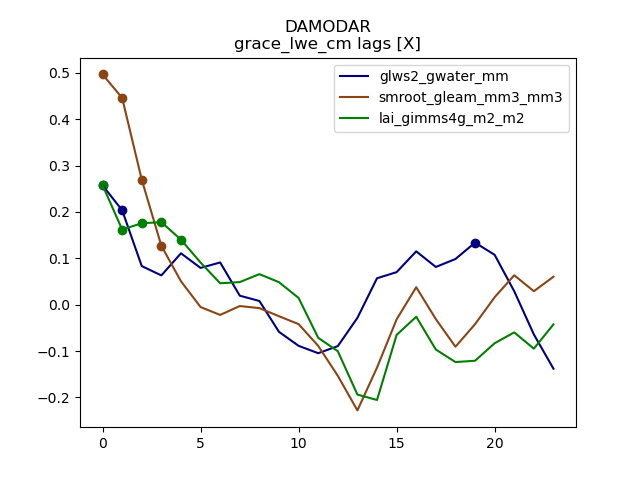 DAMODAR
grace_lwe_cm lags [X]
glws2_gwater_mm
smroot_gleam_mm3_mm3
lai_gimms4g_m2_m2
0.5
0.4
0.3
0.2
0.1
0.0
−0.1
−0.2
0 5 10 15 20